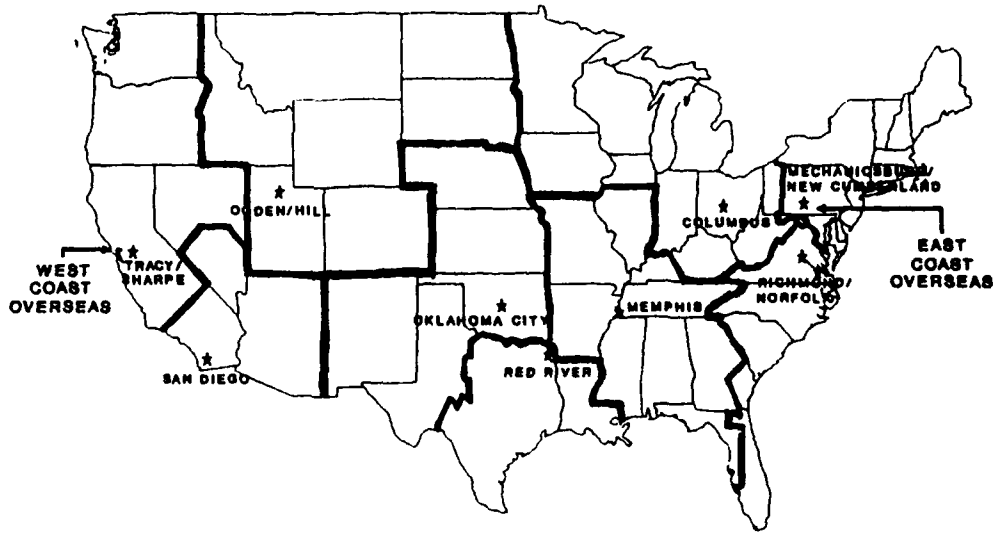 MECHANICSBURG/
NEW CUMBERLAND
OGDEN/HILL
COLUMBUS
WEST
COAST
OVERSEAS
TRACY/
SHARPE
EAST
COAST
OVERSEAS
RICHMOND/
NORFOLK
MEMPHIS
OKLAHOMA CITY
RED RIVER
SAN DIEGO